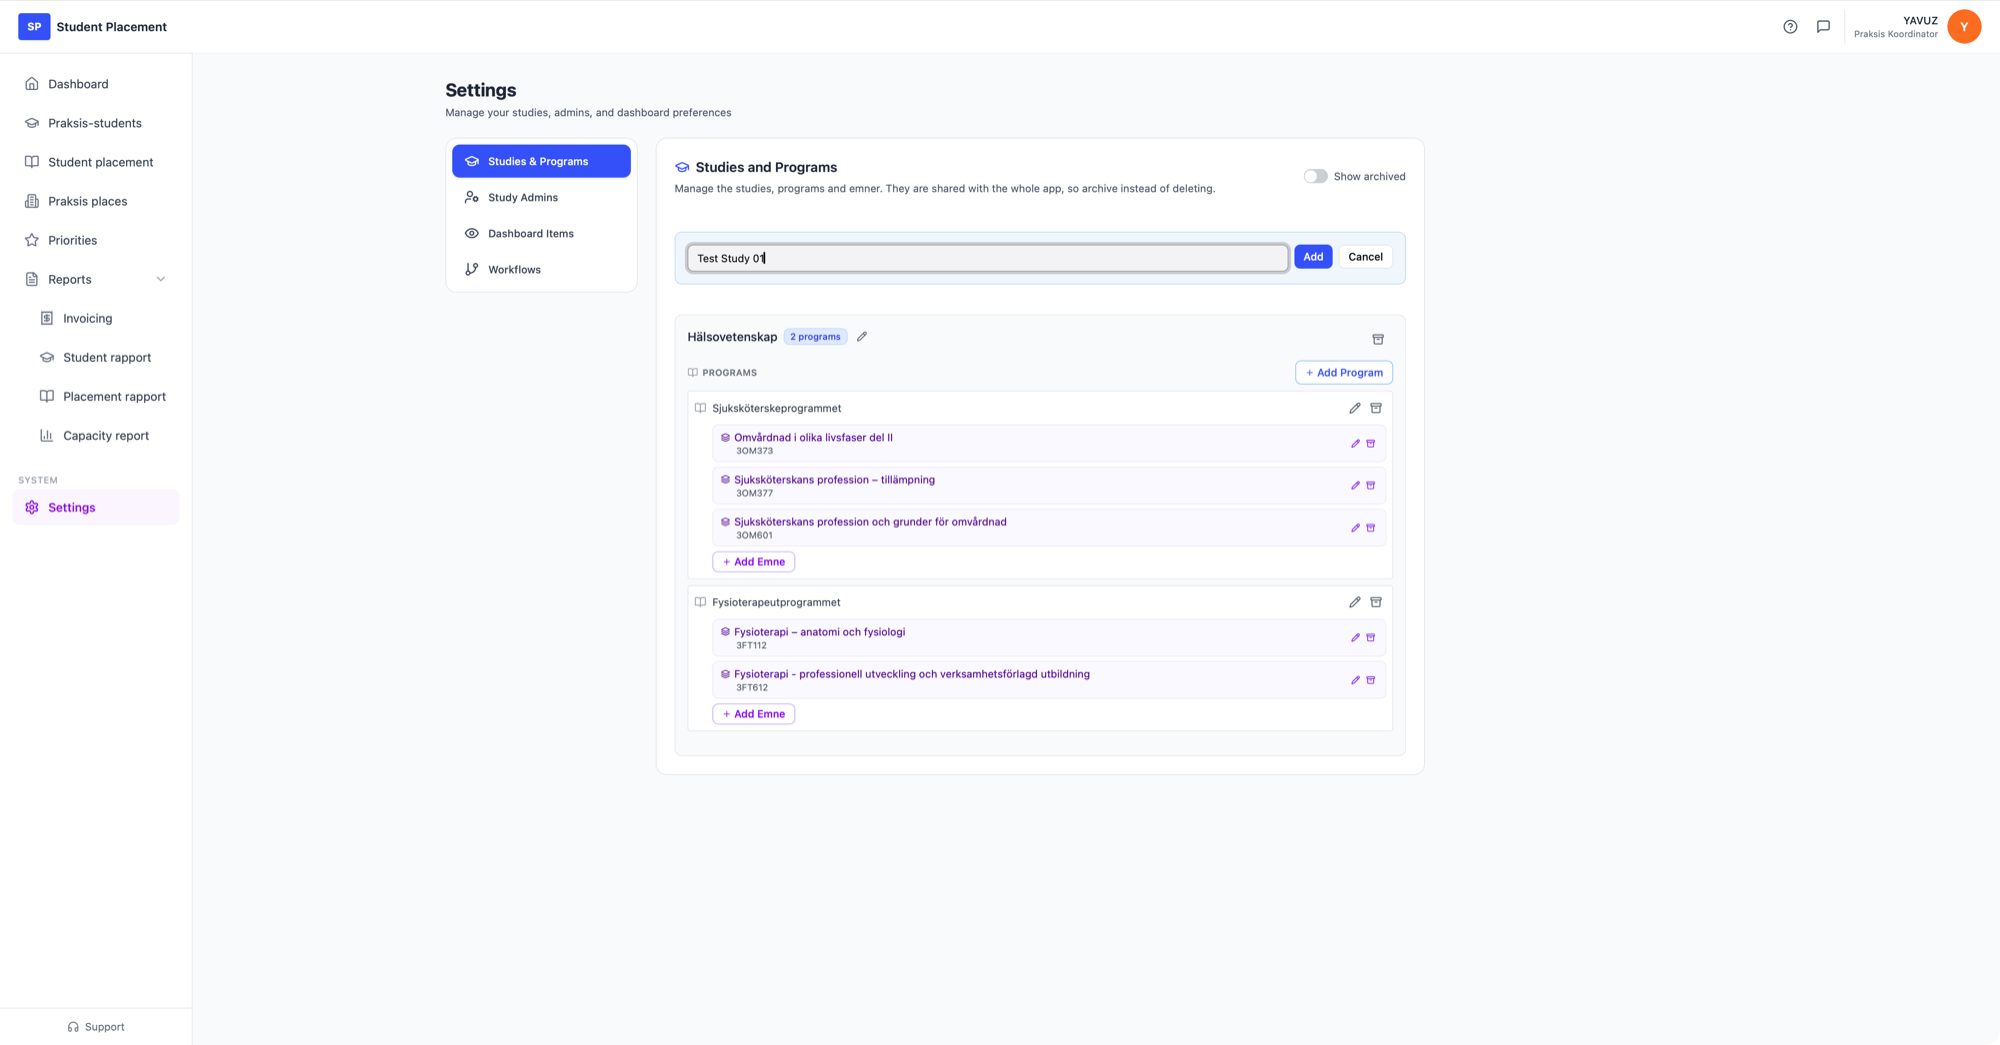 SP Student Placement
YAVUZ
Praksis Koordinator
Y
Dashboard
Praksis-students
Student placement
Praksis places
Priorities
Reports
Invoicing
Student rapport
Placement rapport
Capacity report
SYSTEM
Settings
Support
Settings
Manage your studies, admins, and dashboard preferences
Studies & Programs
Study Admins
Dashboard Items
Workflows
Studies and Programs
Manage the studies, programs and emner. They are shared with the whole app, so archive instead of deleting.
Show archived
Test Study 01
Add
Cancel
Hälsovetenskap 2 programs
PROGRAMS
+ Add Program
Sjuksköterskeprogrammet
Omvårdnad i olika livsfaser del II
3OM373
Sjuksköterskans profession – tillämpning
3OM377
Sjuksköterskans profession och grunder för omvårdnad
3OM601
+ Add Emne
Fysioterapeutprogrammet
Fysioterapi – anatomi och fysiologi
3FT112
Fysioterapi - professionell utveckling och verksamhetsförlagd utbildning
3FT612
+ Add Emne